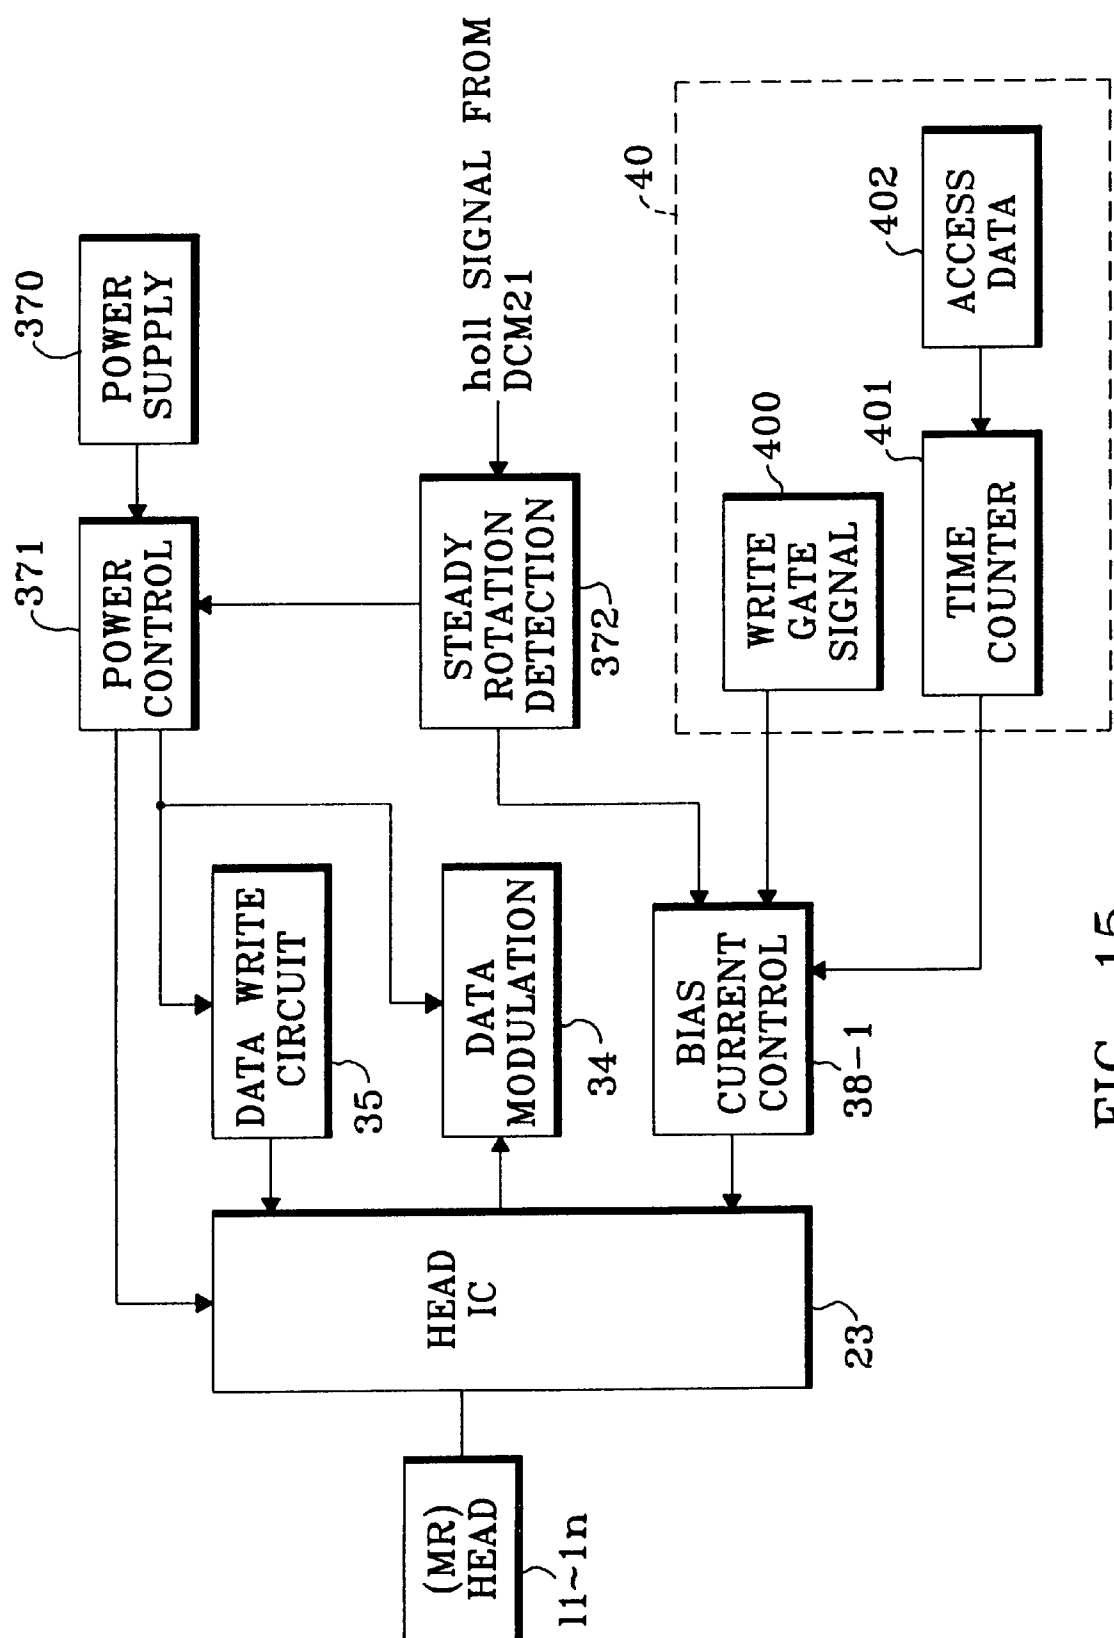 370
POWER
SUPPLY
371
POWER
CONTROL
holl SIGNAL FROM
DCM21
STEADY
ROTATION
DETECTION
372
40
402
ACCESS
DATA
401
TIME
COUNTER
400
WRITE
GATE
SIGNAL
DATA WRITE
CIRCUIT
35
DATA
MODULATION
34
BIAS
CURRENT
CONTROL
38-1
HEAD
IC
23
(MR)
HEAD
11~1n
FIG. 15